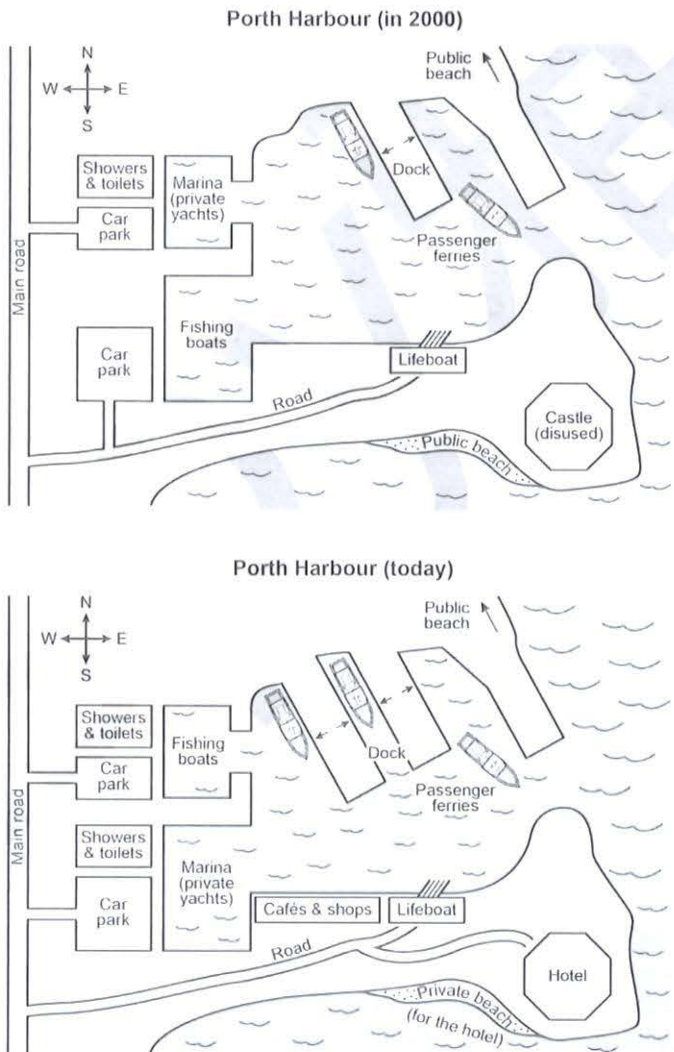 Porth Harbour (in 2000)
N
W E
S
Public
beach
Showers
& toilets
Marina
(private
yachts)
Dock
Car
park
Passenger
ferries
Main road
Fishing
boats
Car
park
Lifeboat
Road
Castle
(disused)
Public beach
Porth Harbour (today)
N
W E
S
Public
beach
Showers
& toilets
Fishing
boats
Dock
Car
park
Passenger
ferries
Main road
Showers
& toilets
Marina
(private
yachts)
Car
park
Cafés & shops
Lifeboat
Road
Hotel
Private beach
(for the hotel)